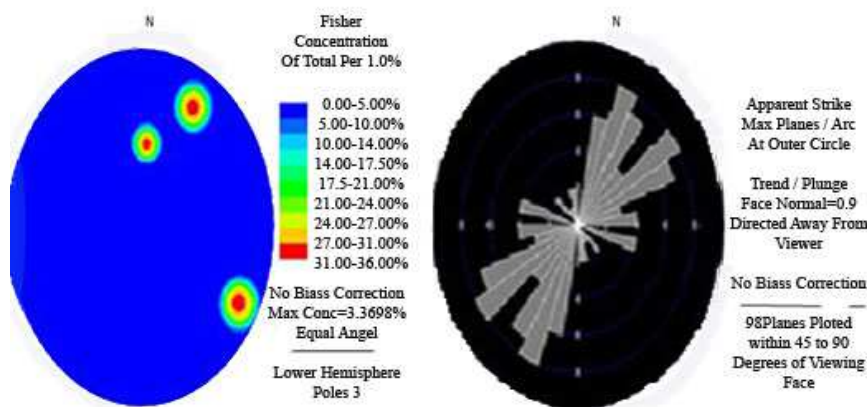 N
Fisher
Concentration
Of Total Per 1.0%
0.00-5.00%
5.00-10.00%
10.00-14.00%
14.00-17.50%
17.5-21.00%
21.00-24.00%
24.00-27.00%
27.00-31.00%
31.00-36.00%
No Biass Correction
Max Conc=3.3698%
Equal Angel
Lower Hemisphere
Poles 3
N
Apparent Strike
Max Planes / Arc
At Outer Circle
Trend / Plunge
Face Normal=0.9
Directed Away From
Viewer
No Biass Correction
98Planes Ploted
within 45 to 90
Degrees of Viewing
Face